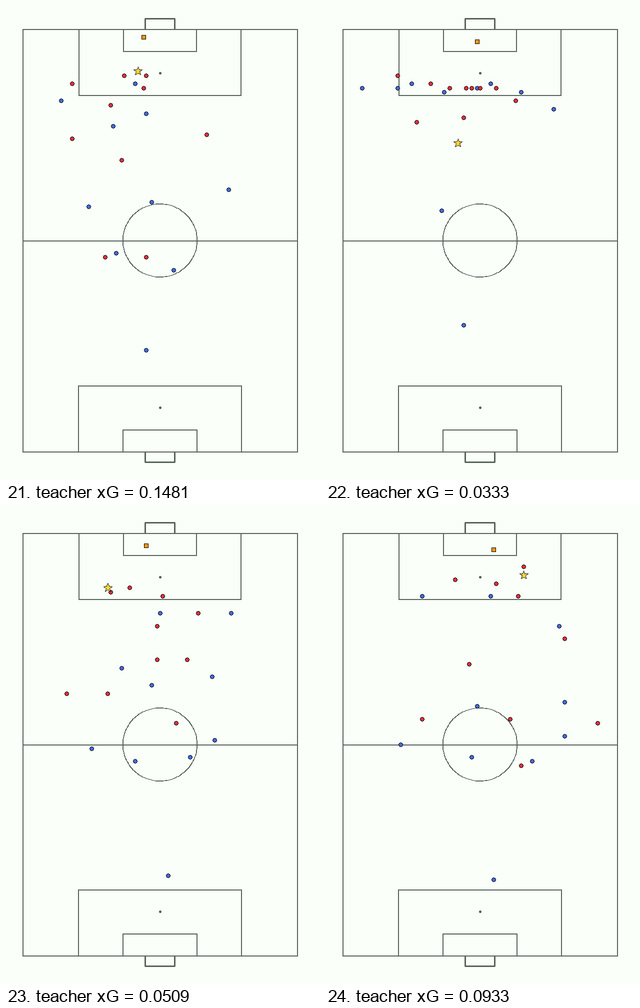 21. teacher xG = 0.1481
22. teacher xG = 0.0333
23. teacher xG = 0.0509
24. teacher xG = 0.0933